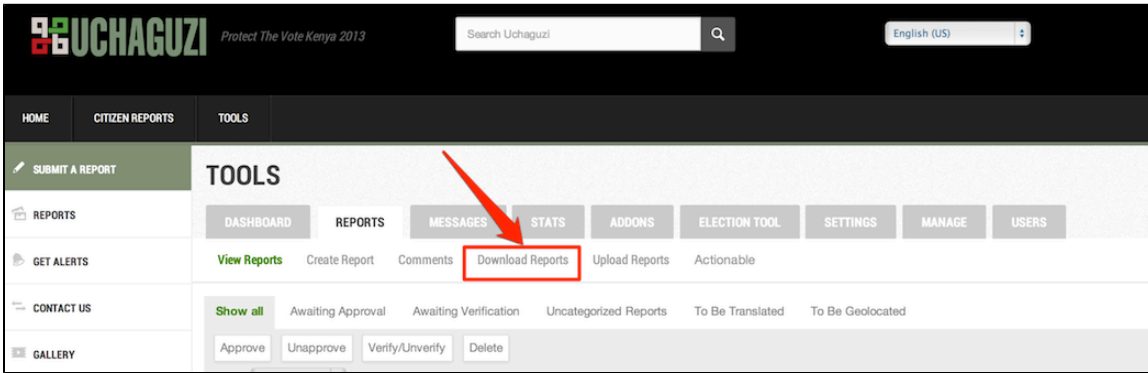 UCHAGUZI Protect The Vote Kenya 2013 Search Uchaguzi English (US)
HOME CITIZEN REPORTS TOOLS
SUBMIT A REPORT
REPORTS
GET ALERTS
CONTACT US
GALLERY
TOOLS
DASHBOARD REPORTS MESSAGES STATS ADDONS ELECTION TOOL SETTINGS MANAGE USERS
View Reports Create Report Comments Download Reports Upload Reports Actionable
Show all Awaiting Approval Awaiting Verification Uncategorized Reports To Be Translated To Be Geolocated
Approve Unapprove Verify/Unverify Delete